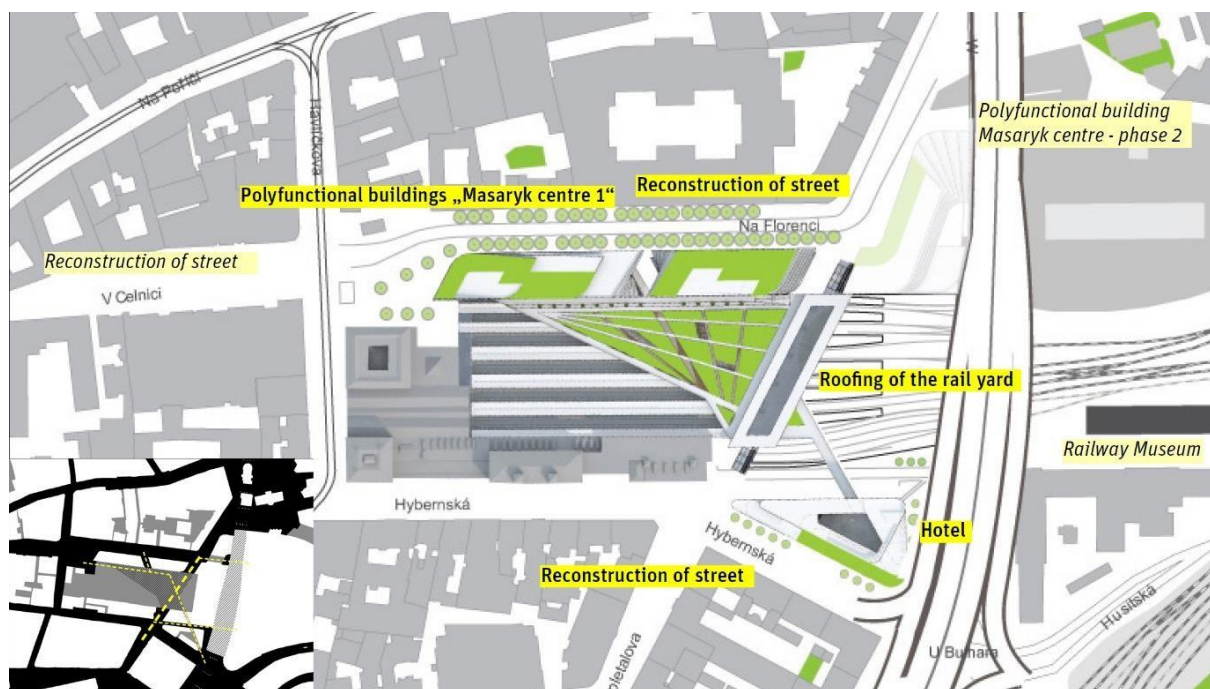 Na Poříčí
Havlíčkova
Polyfunctional building
Masaryk centre - phase 2
Polyfunctional buildings „Masaryk centre 1“
Reconstruction of street
Na Florenci
Reconstruction of street
V Celnici
Roofing of the rail yard
Railway Museum
Hybernská
Hybernská
Hotel
Reconstruction of street
Husitská
U Bulhara